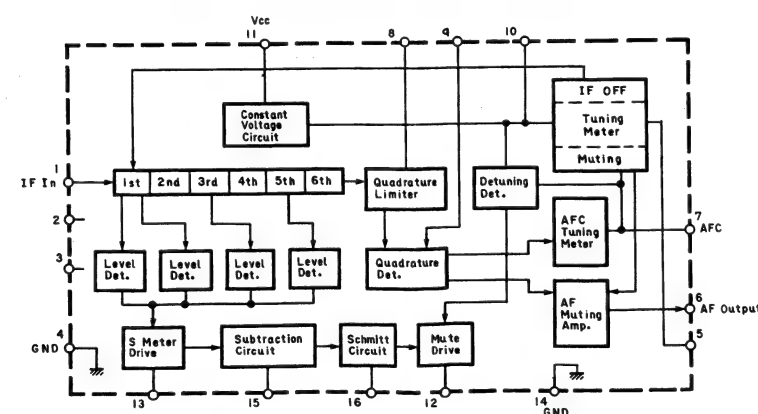 Vcc
11
8
9
10
IF OFF
Tuning
Meter
Muting
Constant
Voltage
Circuit
1
IF In
1st 2nd 3rd 4th 5th 6th
Quadrature
Limiter
Detuning
Det.
2
AFC
Tuning
Meter
7
AFC
3
Level
Det.
Level
Det.
Level
Det.
Level
Det.
Quadrature
Det.
AF
Muting
Amp.
6
AF Output
4
GND
S Meter
Drive
Subtraction
Circuit
Schmitt
Circuit
Mute
Drive
5
13
15
16
12
14
GND